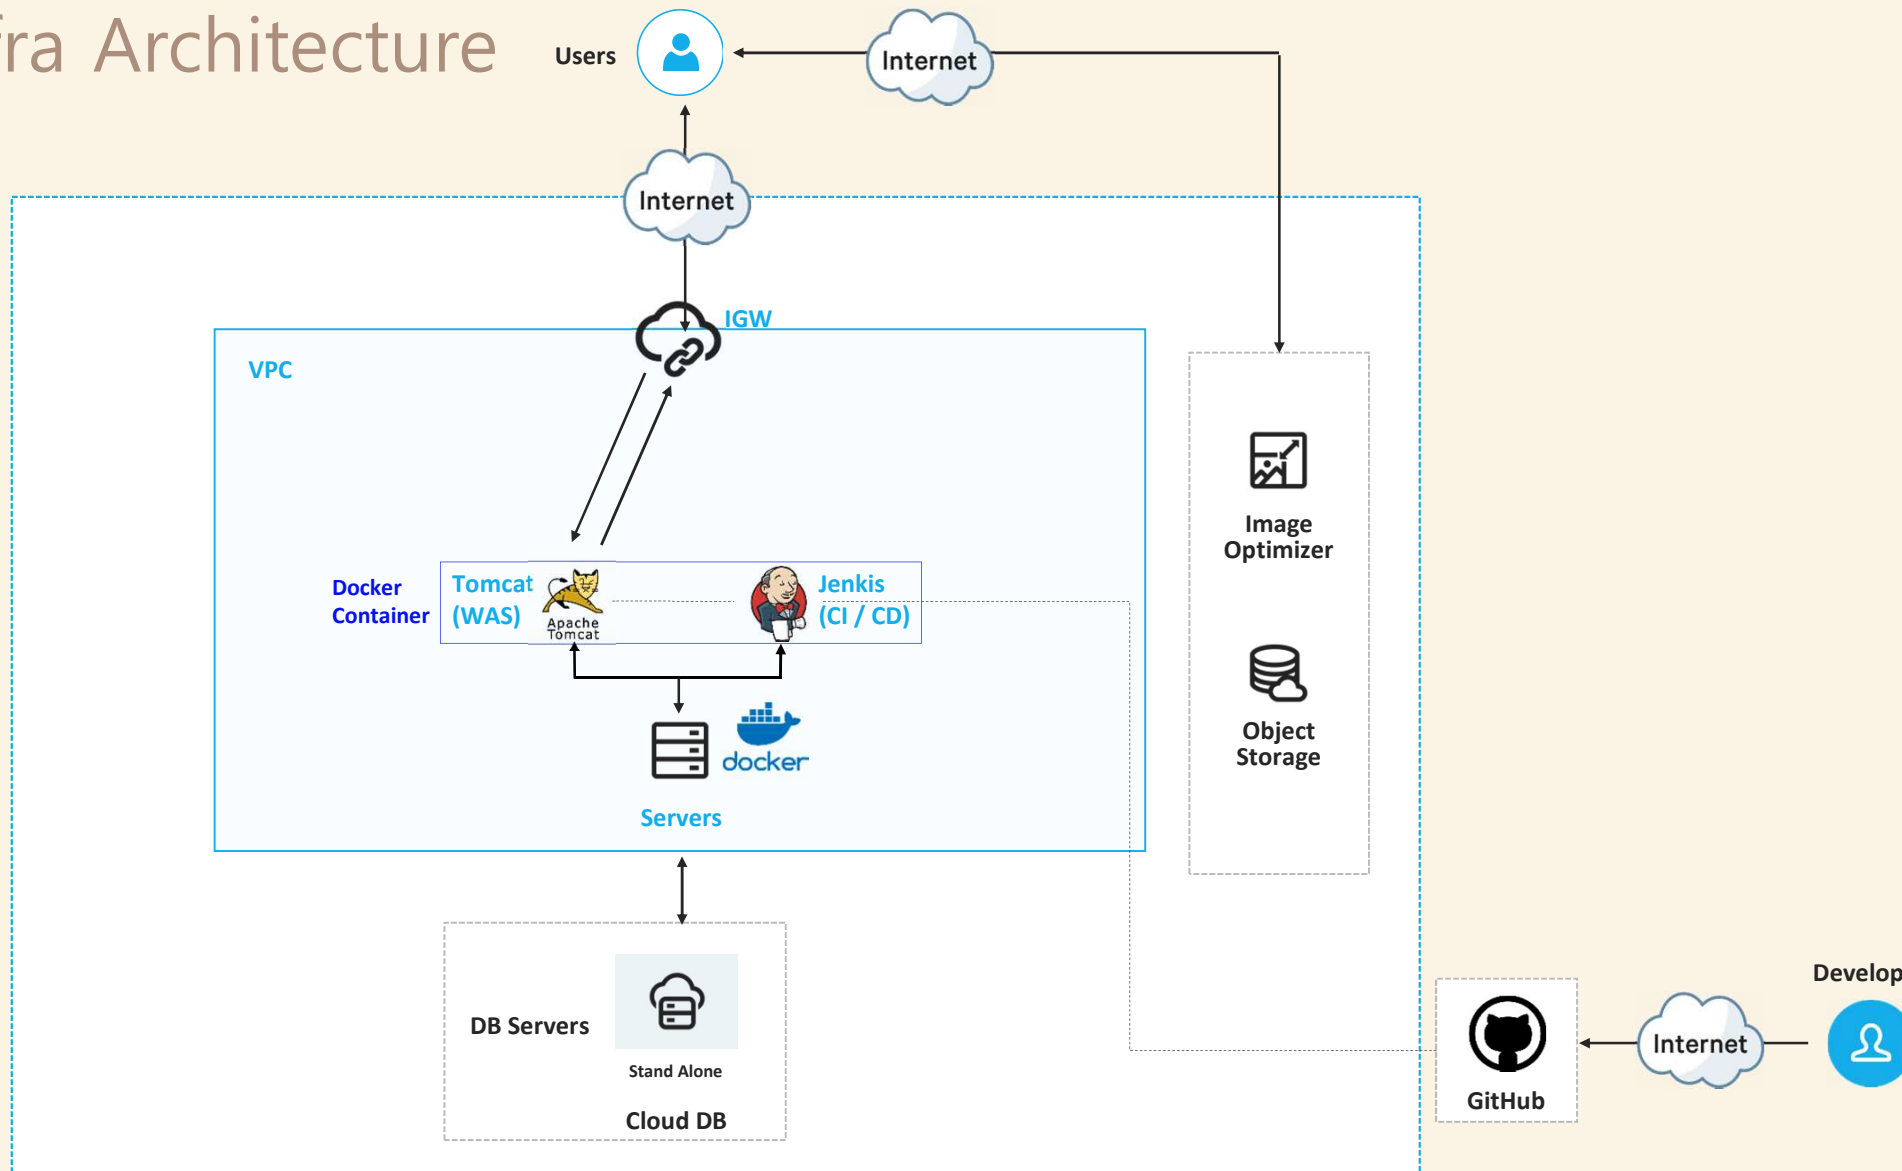 fra Architecture
Users
Internet
Internet
IGW
VPC
Docker
Container
Tomcat
(WAS)
Apache
Tomcat
Jenkis
(CI / CD)
docker
Servers
Image
Optimizer
Object
Storage
DB Servers
Stand Alone
Cloud DB
GitHub
Internet
Develop